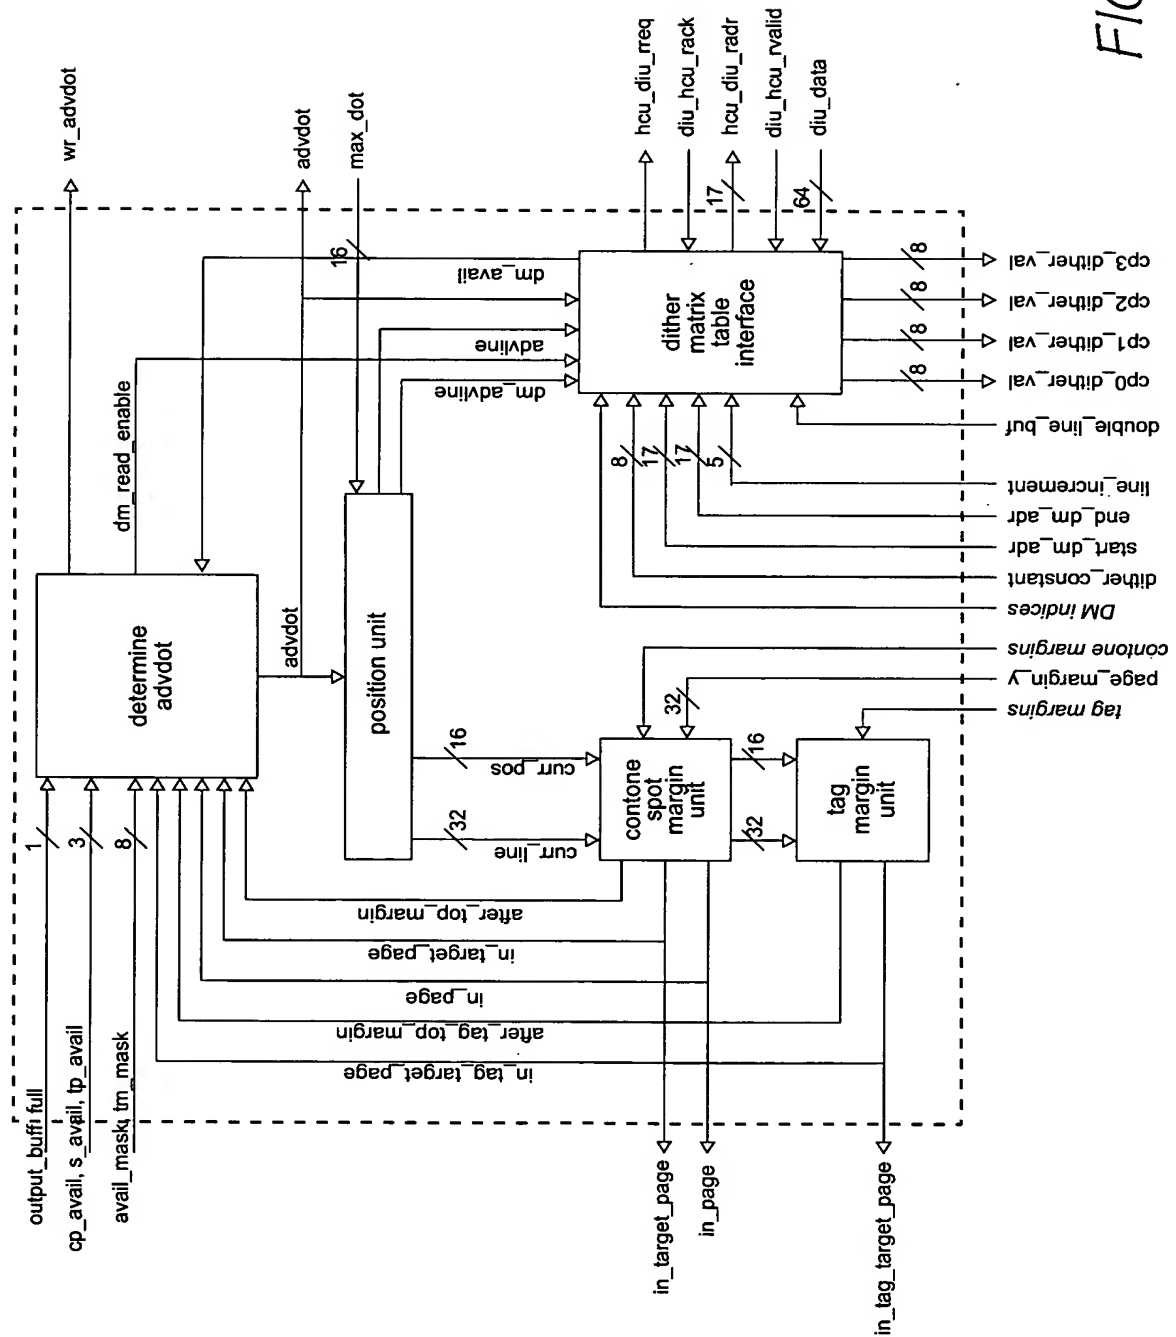 FIG
wr_advdot
advdot
max_dot
hcu_diu_rreq
diu_hcu_rack
hcu_diu_radr
diu_hcu_rvalid
diu_data
17
64
16
dm_avail
advline
dm_advline
dm_read_enable
determine
advdot
advdot
position unit
dither
matrix
table
interface
8
8
8
8
cp3_dither_val
cp2_dither_val
cp1_dither_val
cp0_dither_val
double_line_buf
line_increment
end_dm_adr
start_dm_adr
dither_constant
DM indices
contone margins
page_margin_y
tag margins
8
17
17
5
16
32
curr_pos
curr_line
contone
spot
margin
unit
32
16
32
tag
margin
unit
1
3
8
output_buff full
cp_avail, s_avail, tp_avail
avail_mask, tm_mask
after_top_margin
in_target_page
in_page
after_tag_top_margin
in_tag_target_page
in_target_page
in_page
in_tag_target_page